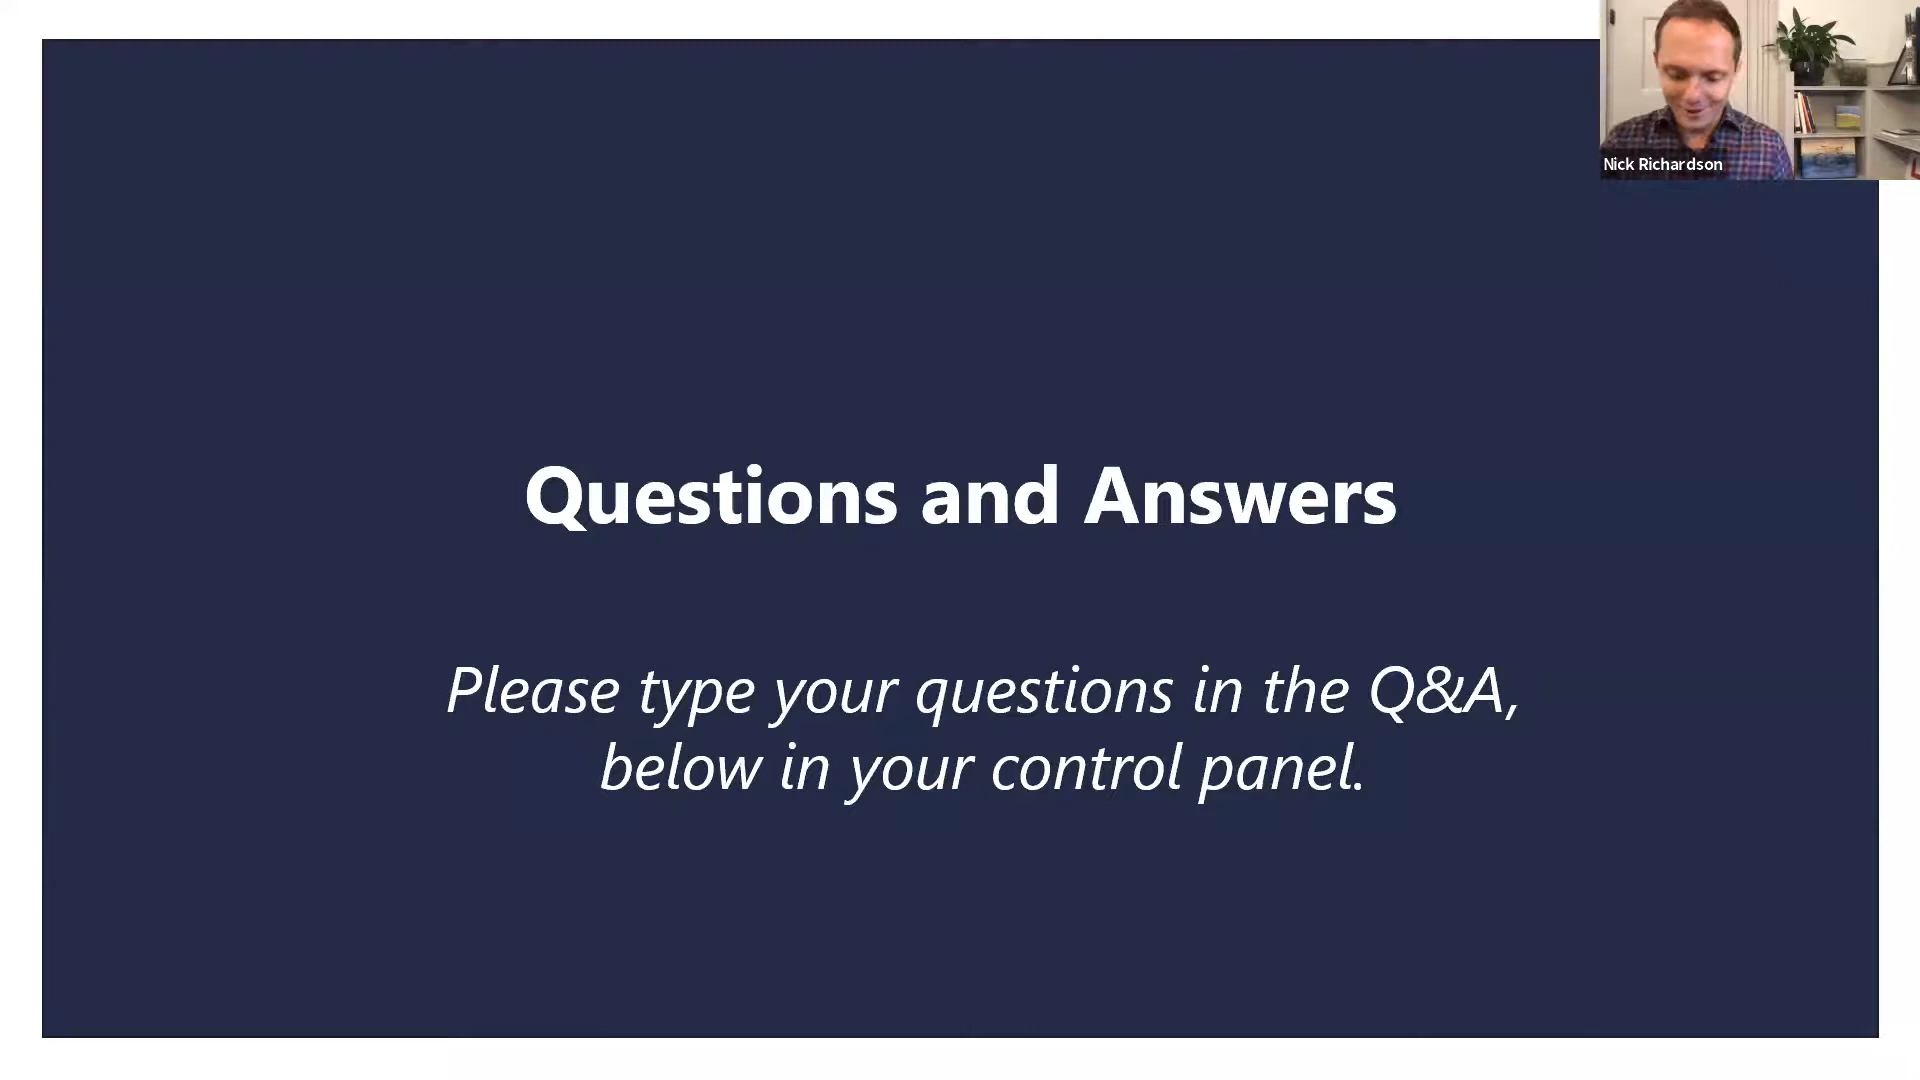 Nick Richardson
Questions and Answers
Please type your questions in the Q&A,
below in your control panel.